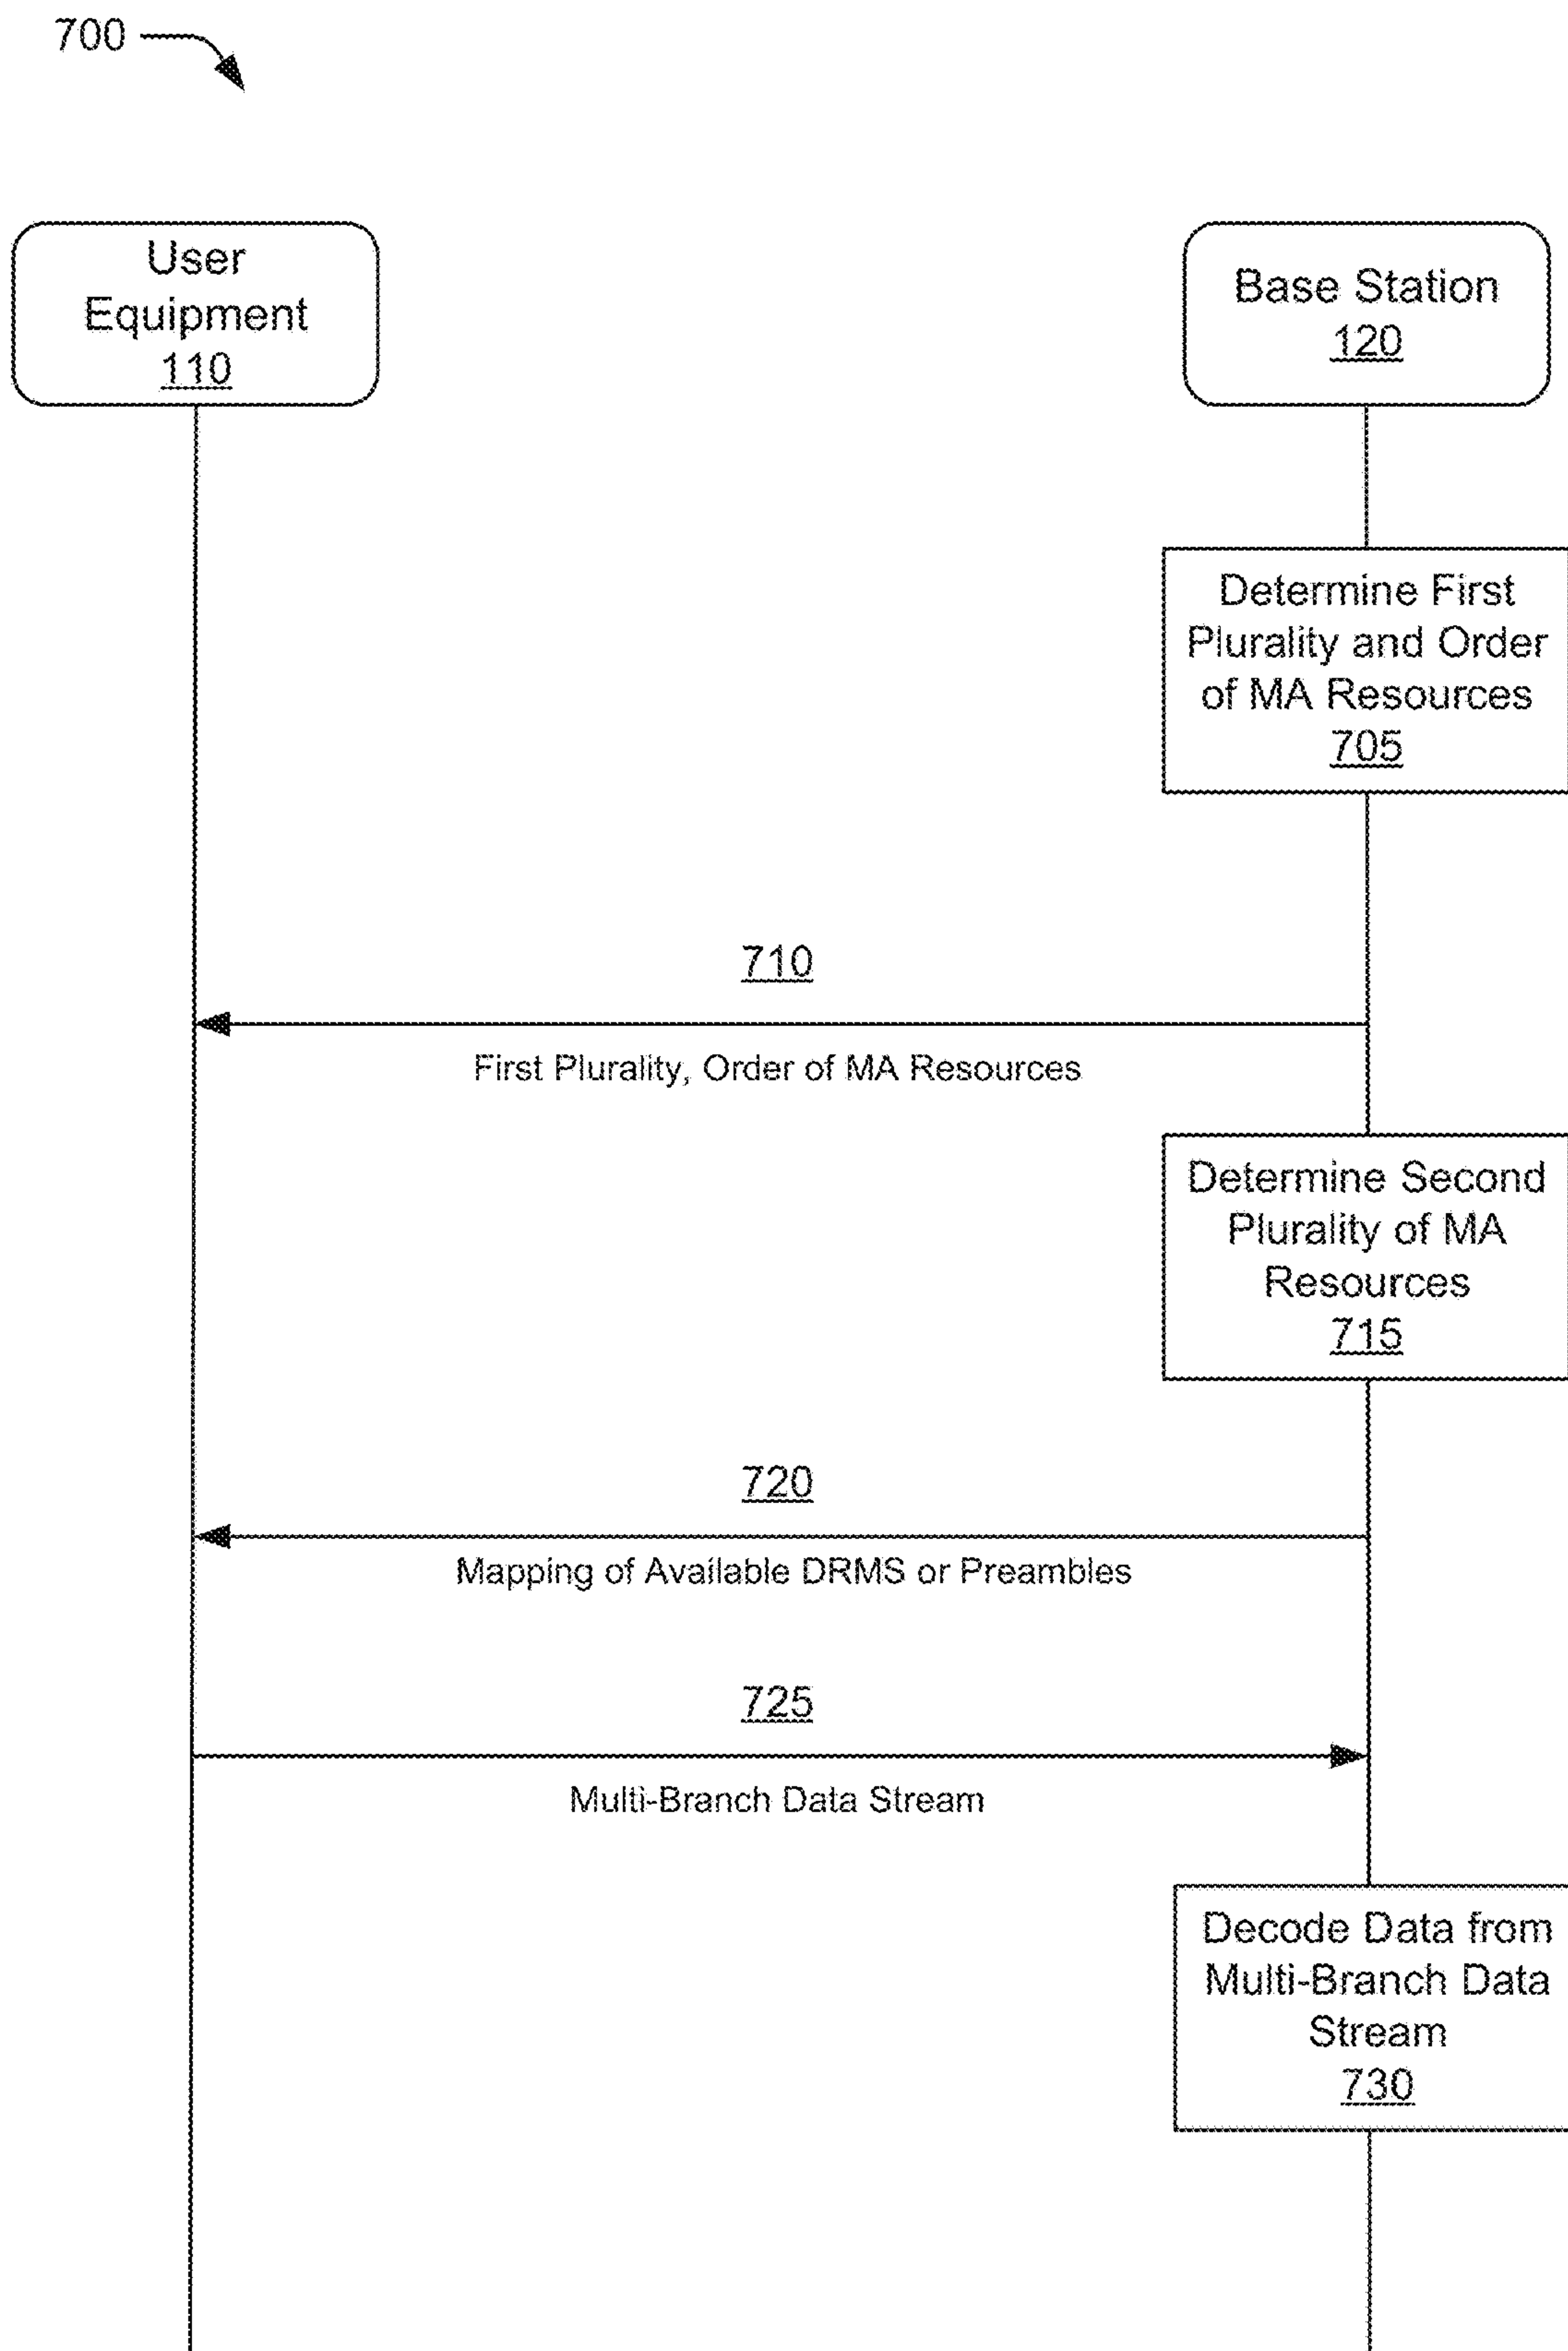 700
User
Equipment
110
Base Station
120
Determine First
Plurality and Order
of MA Resources
705
710
First Plurality, Order of MA Resources
Determine Second
Plurality of MA
Resources
715
720
Mapping of Available DRMS or Preambles
725
Multi-Branch Data Stream
Decode Data from
Multi-Branch Data
Stream
730